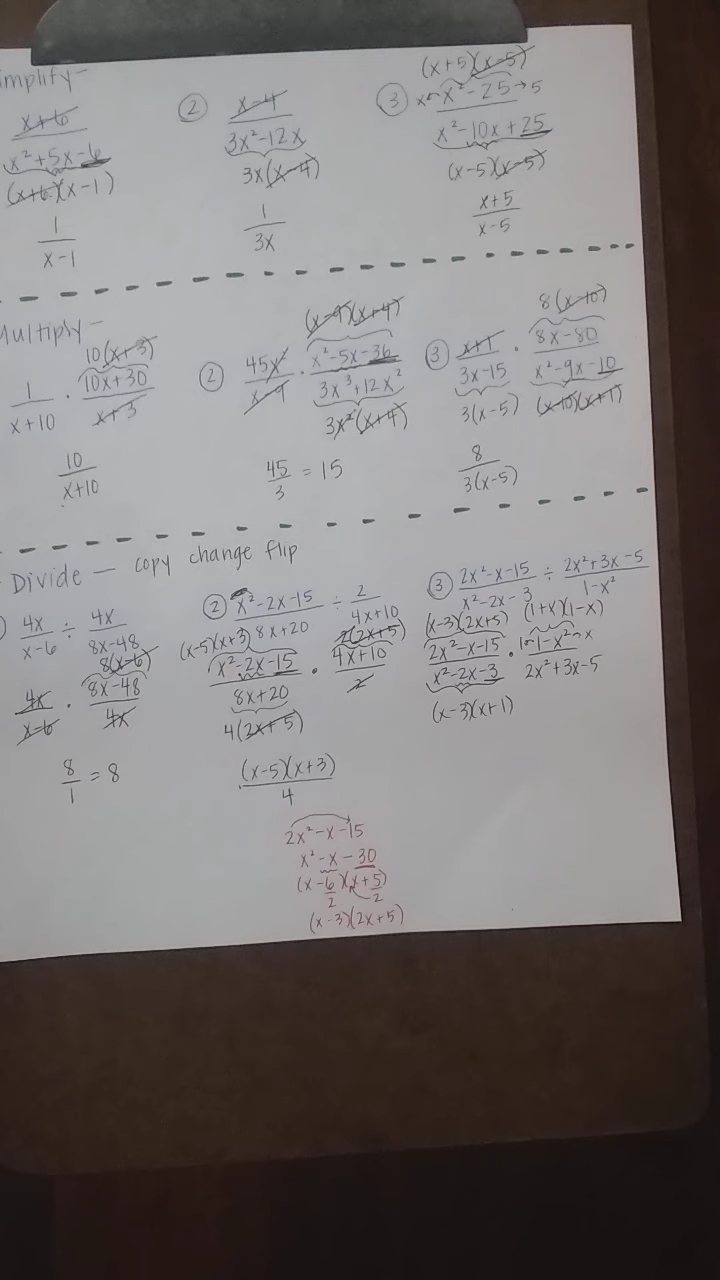 implify-
x+6
x²+5x-6
(x+6)(x-1)
1
x-1
② x-4
3x²-12x
3x(x-4)
1
3x
(x+5)(x-5)
③ x ← x²-25 → 5
x²-10x+25
(x-5)(x-5)
x+5
x-5
Multiply-
10(x+3)
1/x+10 · 10x+30/x+3
10
x+10
(x-9)(x+4)
② 45x²/x-9 · x²-5x-36/3x³+12x²
3x²(x+4)
45/3 = 15
8(x-10)
③ x+1/3x-15 · 8x-80/x²-9x-10
3(x-5) (x-10)(x+1)
8
3(x-5)
Divide — copy change flip
4x/x-6 ÷ 4x/8x-48
8(x-6)
4x/x-6 · 8x-48/4x
8/1 = 8
② x²-2x-15/8x+20 ÷ 2/4x+10
(x-5)(x+3) 2(2x+5)
x²-2x-15/8x+20 · 4x+10/2
4(2x+5)
(x-5)(x+3)
4
③ 2x²-x-15/x²-2x-3 ÷ 2x²+3x-5/1-x²
(x-3)(2x+5) (1+x)(1-x)
2x²-x-15/x²-2x-3 · 1 ← 1-x² → x/2x²+3x-5
(x-3)(x+1)
2x²-x-15
x²-x-30
(x-6/2)(x+5/2)
(x-3)(2x+5)